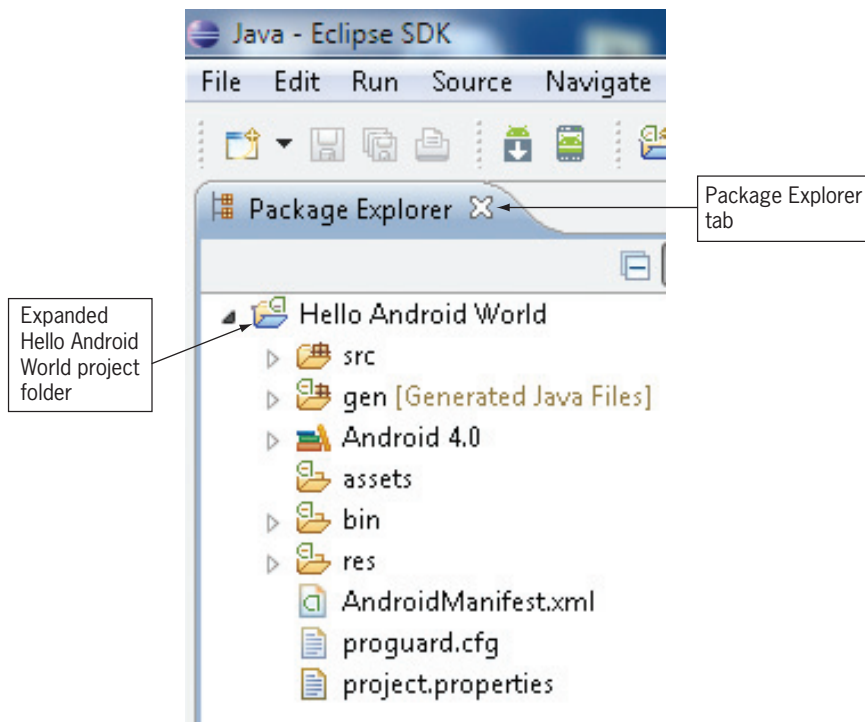 Java - Eclipse SDK
File Edit Run Source Navigate
Package Explorer
Package Explorer
tab
Expanded
Hello Android
World project
folder
Hello Android World
src
gen [Generated Java Files]
Android 4.0
assets
bin
res
AndroidManifest.xml
proguard.cfg
project.properties